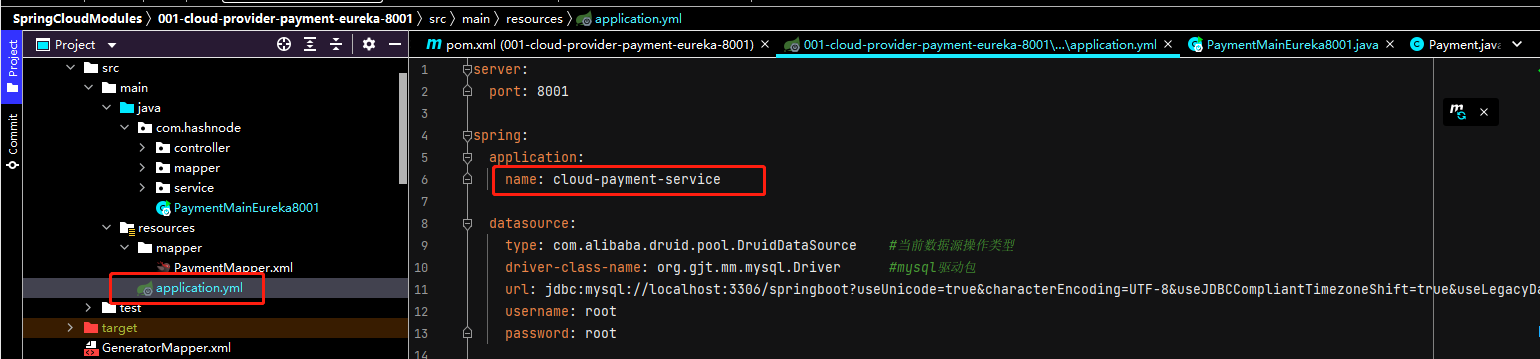 SpringCloudModules 001-cloud-provider-payment-eureka-8001 src main resources application.yml
Project
Commit
Project
src
main
java
com.hashnode
controller
mapper
service
PaymentMainEureka8001
resources
mapper
PaymentMapper.xml
application.yml
test
target
GeneratorMapper.xml
pom.xml (001-cloud-provider-payment-eureka-8001)
001-cloud-provider-payment-eureka-8001\...\application.yml
PaymentMainEureka8001.java
Payment.java
1 server:
2 port: 8001
3
4 spring:
5 application:
6 name: cloud-payment-service
7
8 datasource:
9 type: com.alibaba.druid.pool.DruidDataSource #当前数据源操作类型
10 driver-class-name: org.gjt.mm.mysql.Driver #mysql驱动包
11 url: jdbc:mysql://localhost:3306/springboot?useUnicode=true&characterEncoding=UTF-8&useJDBCCompliantTimezoneShift=true&useLegacyDa
12 username: root
13 password: root
14